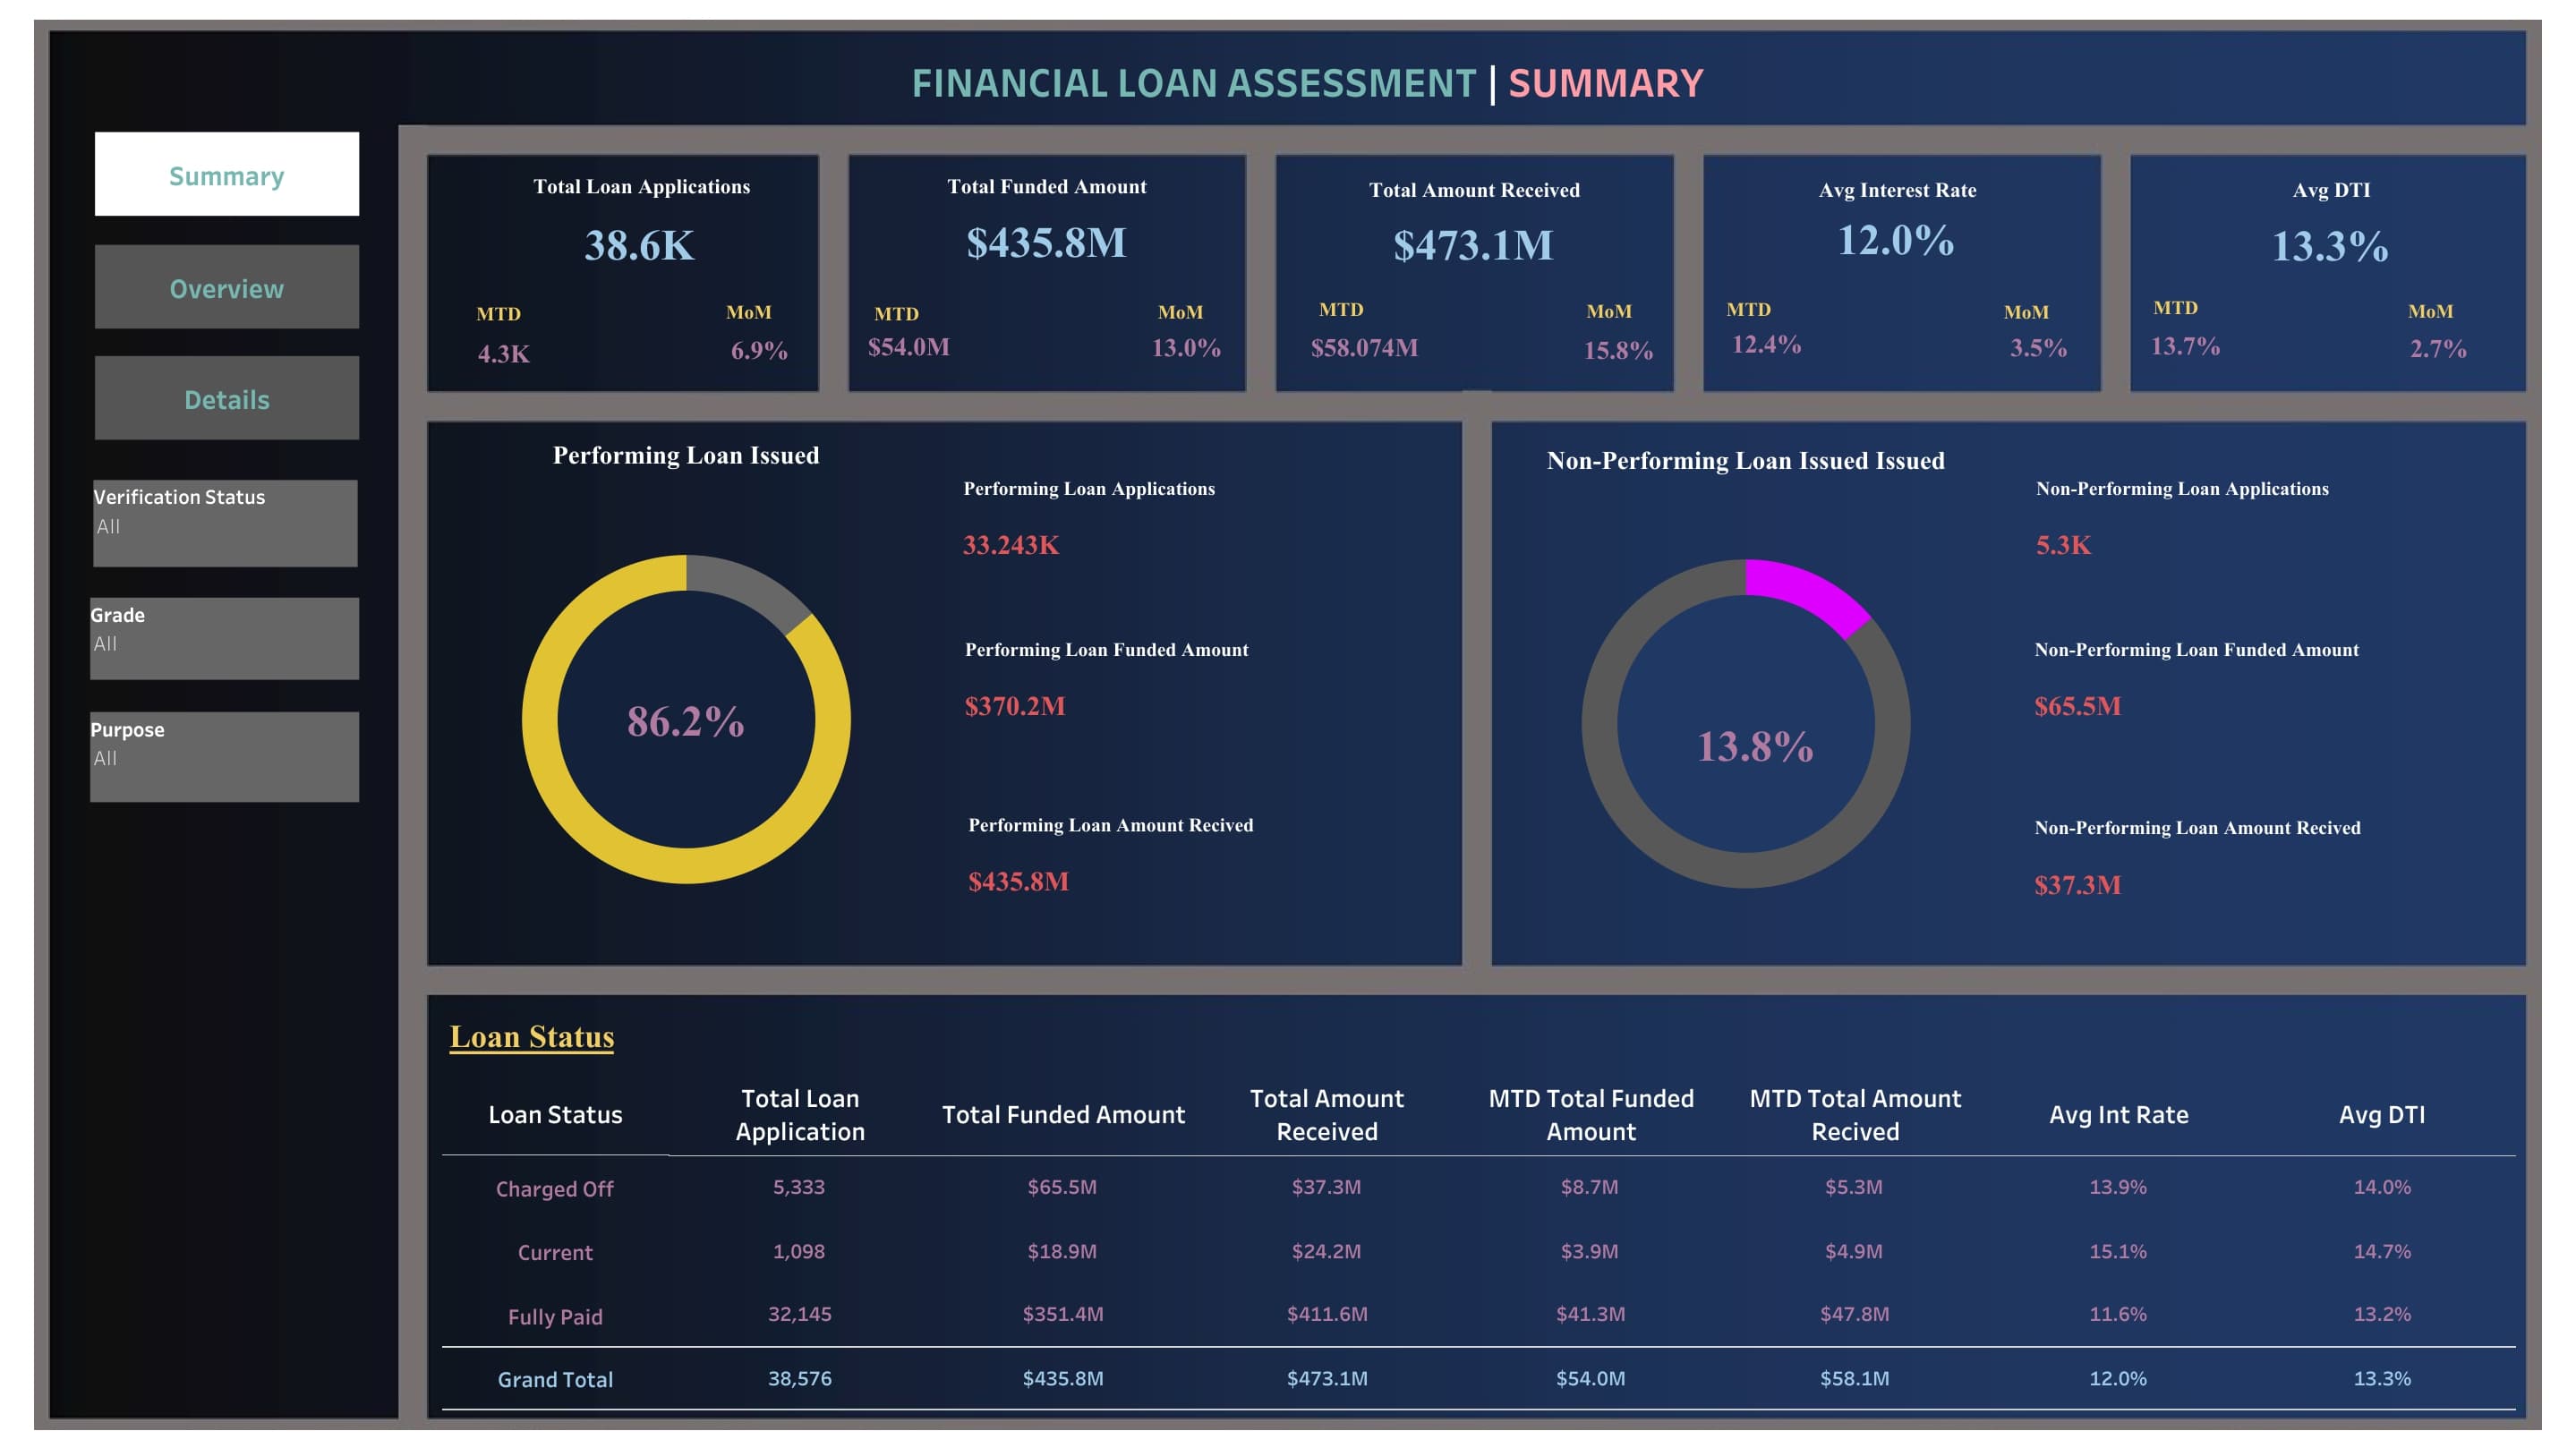 FINANCIAL LOAN ASSESSMENT | SUMMARY
Summary
Overview
Details
Verification Status
All
Grade
All
Purpose
All
Total Loan Applications
38.6K
MTD MoM
4.3K 6.9%
Total Funded Amount
$435.8M
MTD MoM
$54.0M 13.0%
Total Amount Received
$473.1M
MTD MoM
$58.074M 15.8%
Avg Interest Rate
12.0%
MTD MoM
12.4% 3.5%
Avg DTI
13.3%
MTD MoM
13.7% 2.7%
Performing Loan Issued
86.2%
Performing Loan Applications
33.243K
Performing Loan Funded Amount
$370.2M
Performing Loan Amount Recived
$435.8M
Non-Performing Loan Issued Issued
13.8%
Non-Performing Loan Applications
5.3K
Non-Performing Loan Funded Amount
$65.5M
Non-Performing Loan Amount Recived
$37.3M
Loan Status
Loan Status Total Loan Application Total Funded Amount Total Amount Received MTD Total Funded Amount MTD Total Amount Recived Avg Int Rate Avg DTI
Charged Off 5,333 $65.5M $37.3M $8.7M $5.3M 13.9% 14.0%
Current 1,098 $18.9M $24.2M $3.9M $4.9M 15.1% 14.7%
Fully Paid 32,145 $351.4M $411.6M $41.3M $47.8M 11.6% 13.2%
Grand Total 38,576 $435.8M $473.1M $54.0M $58.1M 12.0% 13.3%